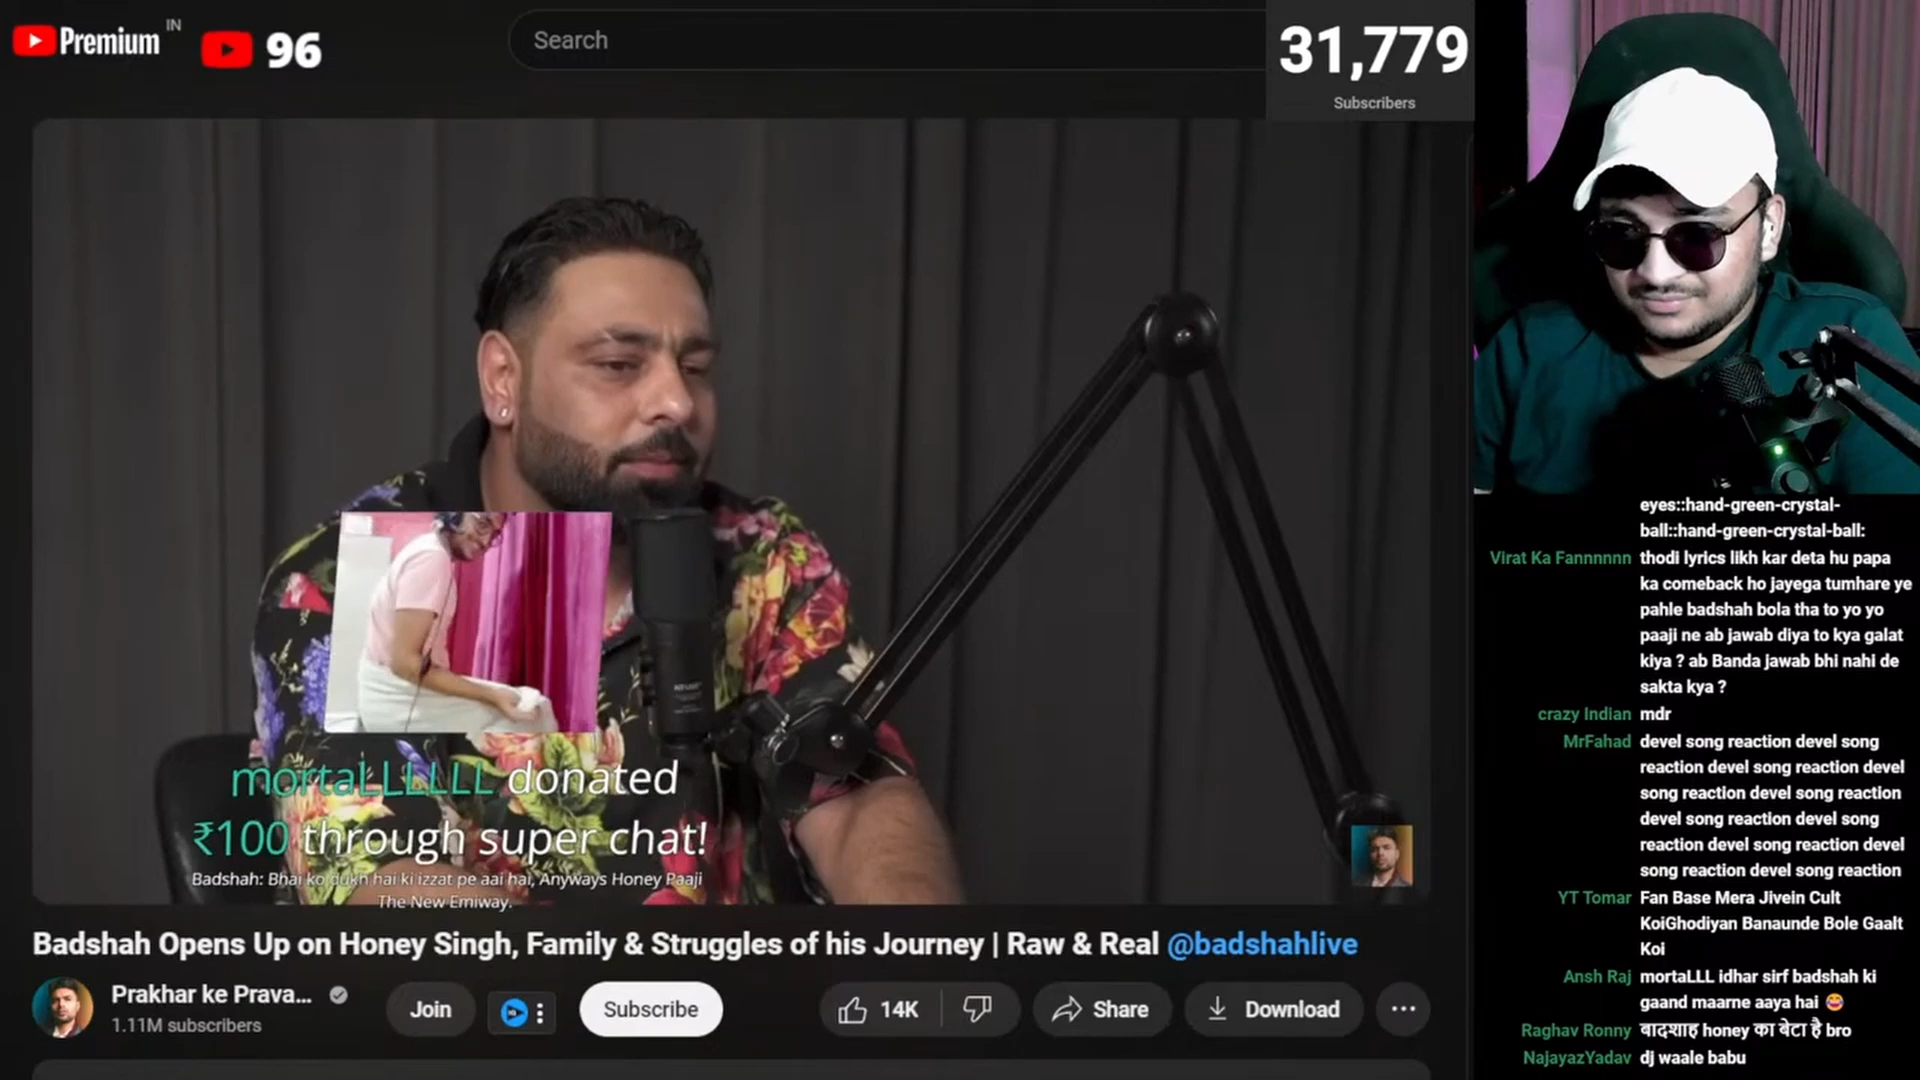 Premium IN
96
Search
31,779
Subscribers
mortaLLLLLL donated
₹100 through super chat!
Badshah: Bhai ko dukh hai ki izzat pe aai hai, Anyways Honey Paaji
The New Emiway.
Badshah Opens Up on Honey Singh, Family & Struggles of his Journey | Raw & Real @badshahlive
Prakhar ke Prava...
1.11M subscribers
Join
Subscribe
14K
Share
Download
eyes::hand-green-crystal-
ball::hand-green-crystal-ball:
Virat Ka Fannnnnn thodi lyrics likh kar deta hu papa
ka comeback ho jayega tumhare ye
pahle badshah bola tha to yo yo
paaji ne ab jawab diya to kya galat
kiya ? ab Banda jawab bhi nahi de
sakta kya ?
crazy Indian mdr
MrFahad devel song reaction devel song
reaction devel song reaction devel
song reaction devel song reaction
devel song reaction devel song
reaction devel song reaction devel
song reaction devel song reaction
YT Tomar Fan Base Mera Jivein Cult
KoiGhodiyan Banaunde Bole Gaalt
Koi
Ansh Raj mortaLLL idhar sirf badshah ki
gaand maarne aaya hai 😂
Raghav Ronny बादशाह honey का बेटा है bro
NajayazYadav dj waale babu